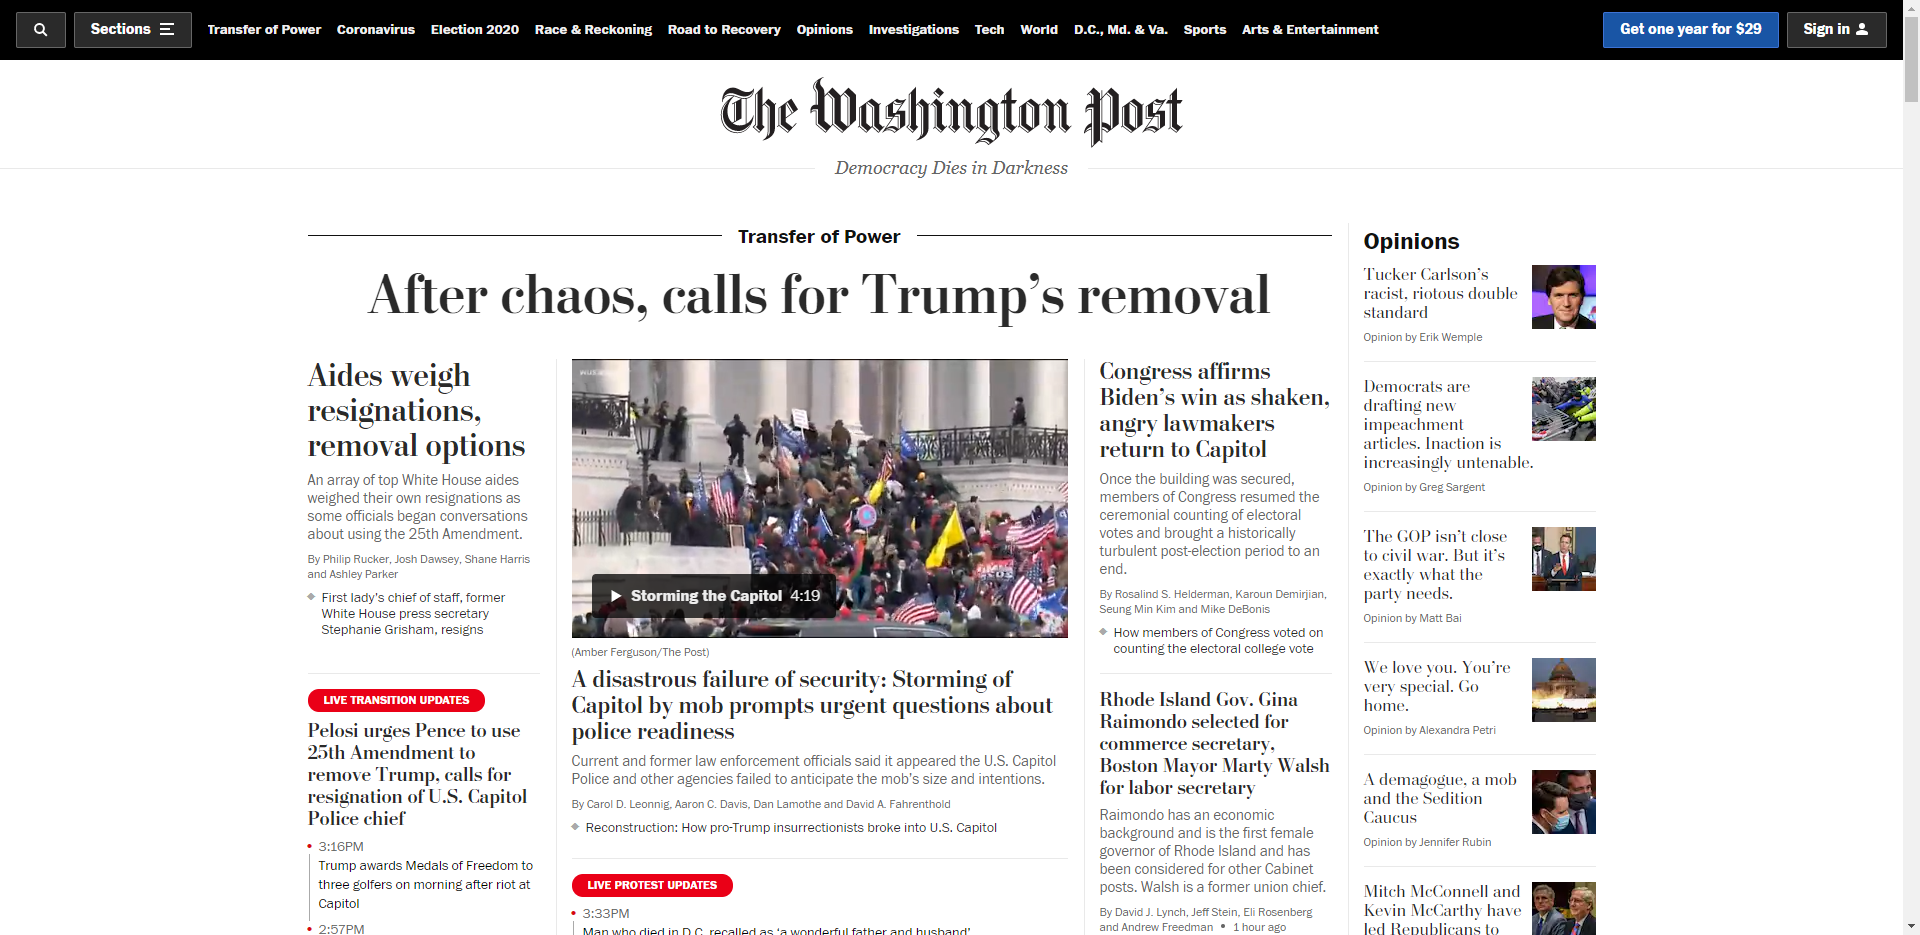 Sections
Transfer of Power
Coronavirus
Election 2020
Race & Reckoning
Road to Recovery
Opinions
Investigations
Tech
World
D.C., Md. & Va.
Sports
Arts & Entertainment
Get one year for $29
Sign in
The Washington Post
Democracy Dies in Darkness
Transfer of Power
After chaos, calls for Trump’s removal
Aides weigh
resignations,
removal options
An array of top White House aides
weighed their own resignations as
some officials began conversations
about using the 25th Amendment.
By Philip Rucker, Josh Dawsey, Shane Harris
and Ashley Parker
First lady’s chief of staff, former
White House press secretary
Stephanie Grisham, resigns
LIVE TRANSITION UPDATES
Pelosi urges Pence to use
25th Amendment to
remove Trump, calls for
resignation of U.S. Capitol
Police chief
3:16PM
Trump awards Medals of Freedom to
three golfers on morning after riot at
Capitol
2:57PM
Storming the Capitol 4:19
(Amber Ferguson/The Post)
A disastrous failure of security: Storming of
Capitol by mob prompts urgent questions about
police readiness
Current and former law enforcement officials said it appeared the U.S. Capitol
Police and other agencies failed to anticipate the mob’s size and intentions.
By Carol D. Leonnig, Aaron C. Davis, Dan Lamothe and David A. Fahrenthold
Reconstruction: How pro-Trump insurrectionists broke into U.S. Capitol
LIVE PROTEST UPDATES
3:33PM
Man who died in D.C. recalled as ‘a wonderful father and husband’
Congress affirms
Biden’s win as shaken,
angry lawmakers
return to Capitol
Once the building was secured,
members of Congress resumed the
ceremonial counting of electoral
votes and brought a historically
turbulent post-election period to an
end.
By Rosalind S. Helderman, Karoun Demirjian,
Seung Min Kim and Mike DeBonis
How members of Congress voted on
counting the electoral college vote
Rhode Island Gov. Gina
Raimondo selected for
commerce secretary,
Boston Mayor Marty Walsh
for labor secretary
Raimondo has an economic
background and is the first female
governor of Rhode Island and has
been considered for other Cabinet
posts. Walsh is a former union chief.
By David J. Lynch, Jeff Stein, Eli Rosenberg
and Andrew Freedman • 1 hour ago
Opinions
Tucker Carlson’s
racist, riotous double
standard
Opinion by Erik Wemple
Democrats are
drafting new
impeachment
articles. Inaction is
increasingly untenable.
Opinion by Greg Sargent
The GOP isn’t close
to civil war. But it’s
exactly what the
party needs.
Opinion by Matt Bai
We love you. You’re
very special. Go
home.
Opinion by Alexandra Petri
A demagogue, a mob
and the Sedition
Caucus
Opinion by Jennifer Rubin
Mitch McConnell and
Kevin McCarthy have
led Republicans to